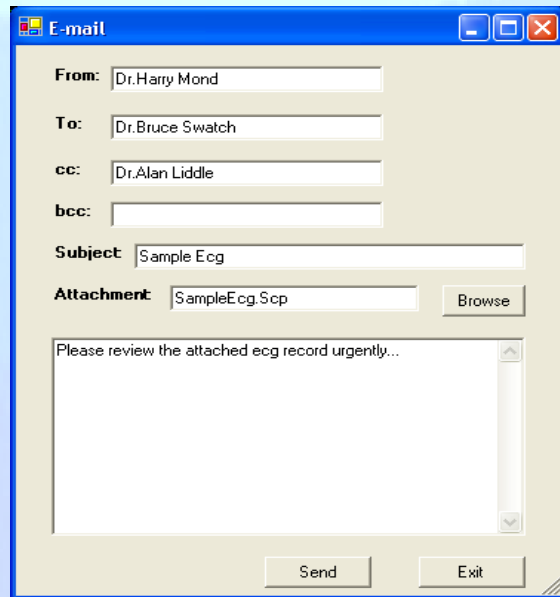 E-mail
From: Dr.Harry Mond
To: Dr.Bruce Swatch
cc: Dr.Alan Liddle
bcc:
Subject: Sample Ecg
Attachment: SampleEcg.Scp Browse
Please review the attached ecg record urgently...
Send Exit